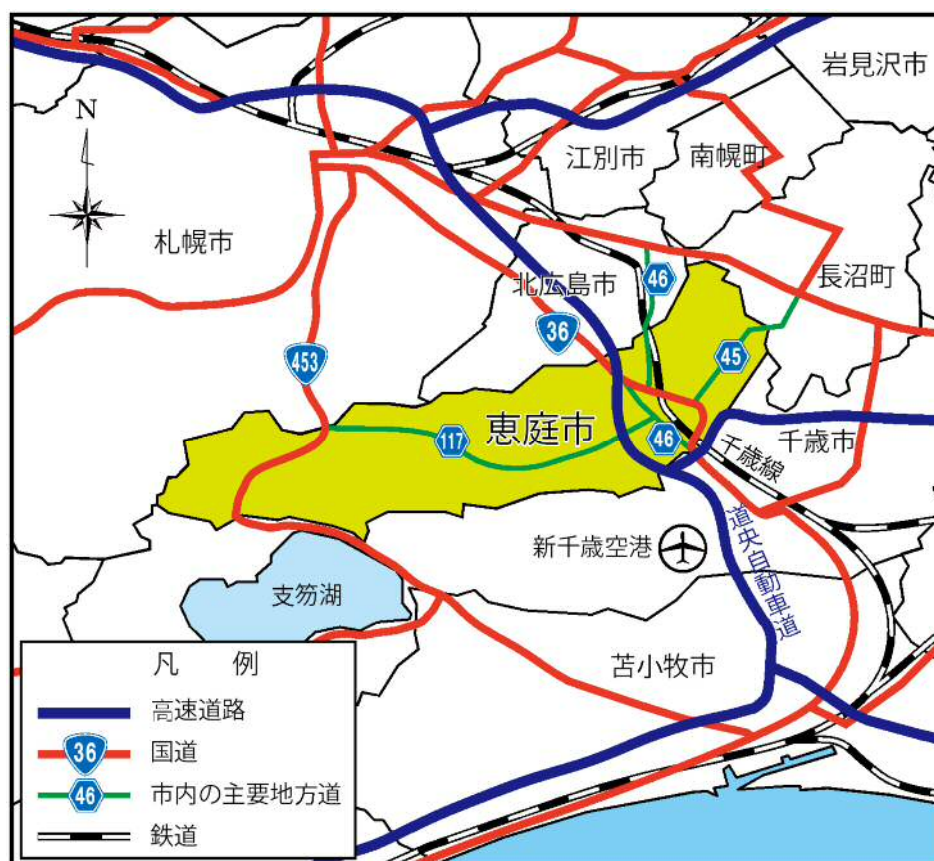 岩見沢市
N
江別市
南幌町
札幌市
長沼町
北広島市
46
36
45
453
恵庭市
117
46
千歳市
千歳線
道央自動車道
新千歳空港
支笏湖
苫小牧市
凡 例
高速道路
36 国道
46 市内の主要地方道
鉄道